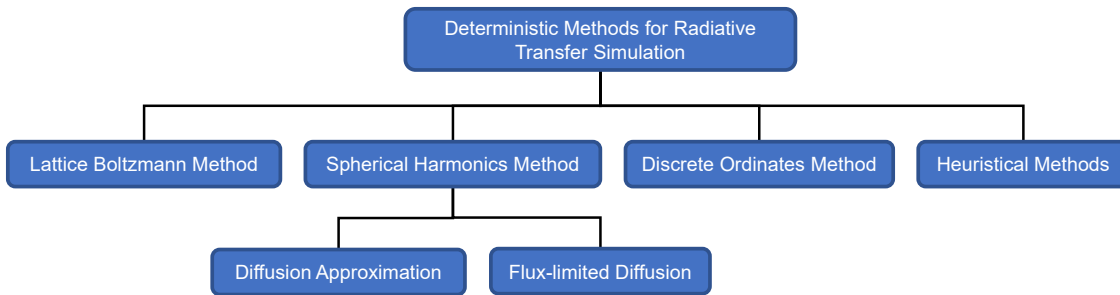 Deterministic Methods for Radiative
Transfer Simulation
Lattice Boltzmann Method
Spherical Harmonics Method
Discrete Ordinates Method
Heuristical Methods
Diffusion Approximation
Flux-limited Diffusion